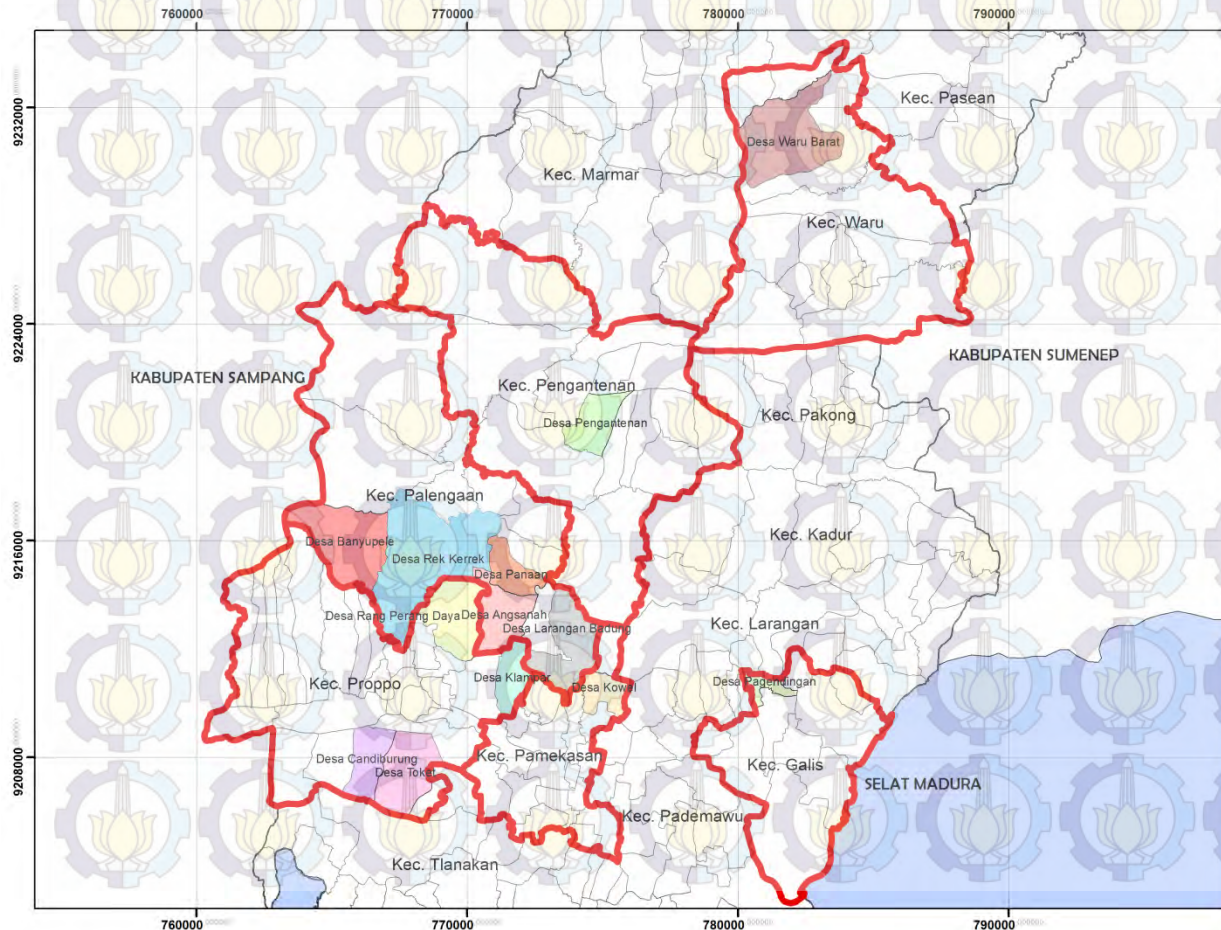 760000
770000
780000
790000
9232000
Kec. Pasean
Desa Waru Barat
Kec. Marmar
Kec. Waru
9224000
KABUPATEN SAMPANG
KABUPATEN SUMENEP
Kec. Pengantenan
Desa Pengantenan
Kec. Pakong
Kec. Palengaan
9216000
Desa Banyupele
Desa Rek Kerrek
Kec. Kadur
Desa Panaan
Desa Rang Perang Daya
Desa Angsanah
Desa Larangan Badung
Kec. Larangan
Desa Klampar
Desa Kowel
Desa Pagendingan
Kec. Proppo
9208000
Desa Candiburung
Desa Tokat
Kec. Pamekasan
Kec. Galis
SELAT MADURA
Kec. Pademawu
Kec. Tlanakan
760000
770000
780000
790000